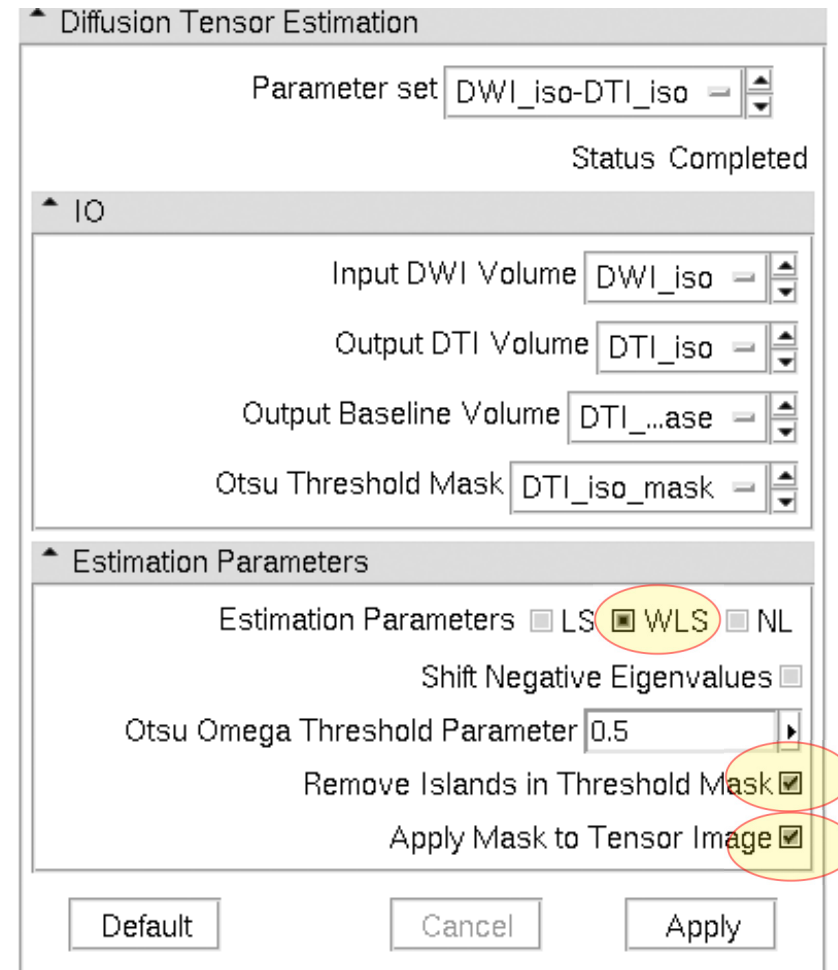 Diffusion Tensor Estimation
Parameter set DWI_iso-DTI_iso
Status Completed
IO
Input DWI Volume DWI_iso
Output DTI Volume DTI_iso
Output Baseline Volume DTI_...ase
Otsu Threshold Mask DTI_iso_mask
Estimation Parameters
Estimation Parameters LS WLS NL
Shift Negative Eigenvalues
Otsu Omega Threshold Parameter 0.5
Remove Islands in Threshold Mask
Apply Mask to Tensor Image
Default Cancel Apply